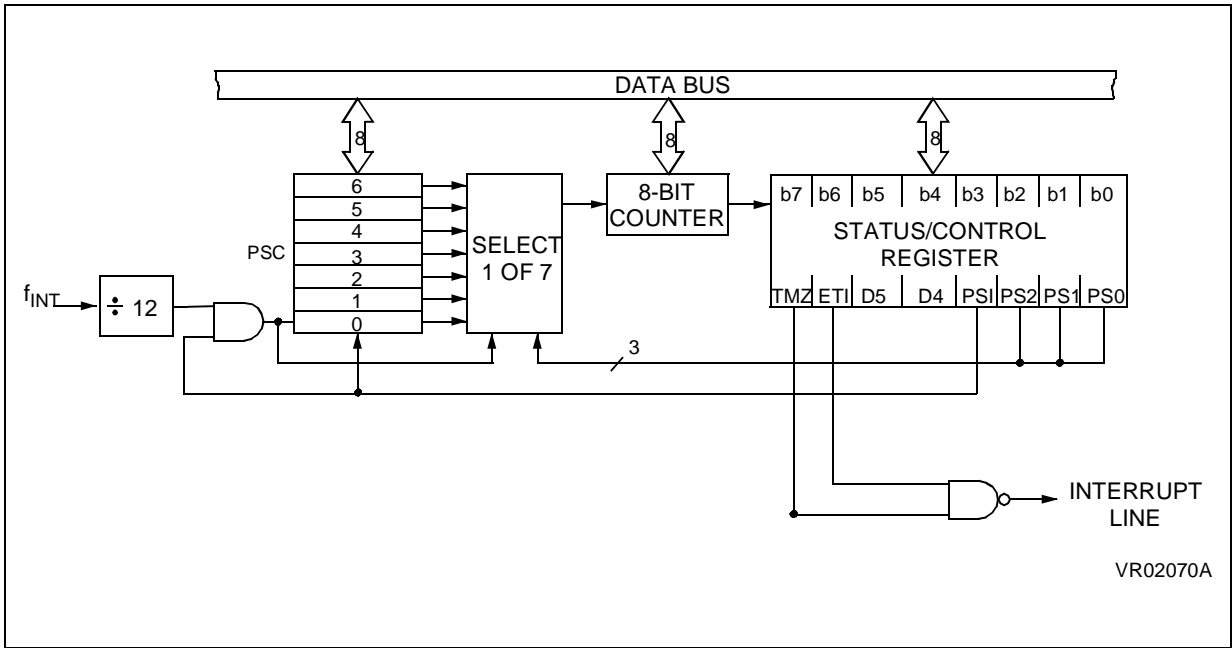 DATA BUS
8
8
8
6
5
4
3
2
1
0
PSC
SELECT
1 OF 7
8-BIT
COUNTER
b7 b6 b5 b4 b3 b2 b1 b0
STATUS/CONTROL
REGISTER
TMZ ETI D5 D4 PSI PS2 PS1 PS0
fINT
÷ 12
3
INTERRUPT
LINE
VR02070A